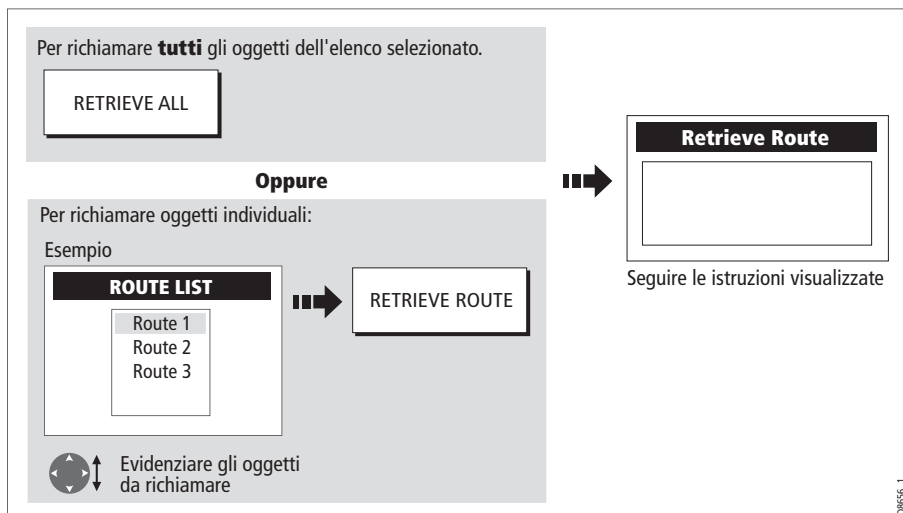 Per richiamare tutti gli oggetti dell'elenco selezionato.
RETRIEVE ALL
Oppure
Per richiamare oggetti individuali:
Esempio
ROUTE LIST
Route 1
Route 2
Route 3
RETRIEVE ROUTE
Evidenziare gli oggetti
da richiamare
Retrieve Route
Seguire le istruzioni visualizzate